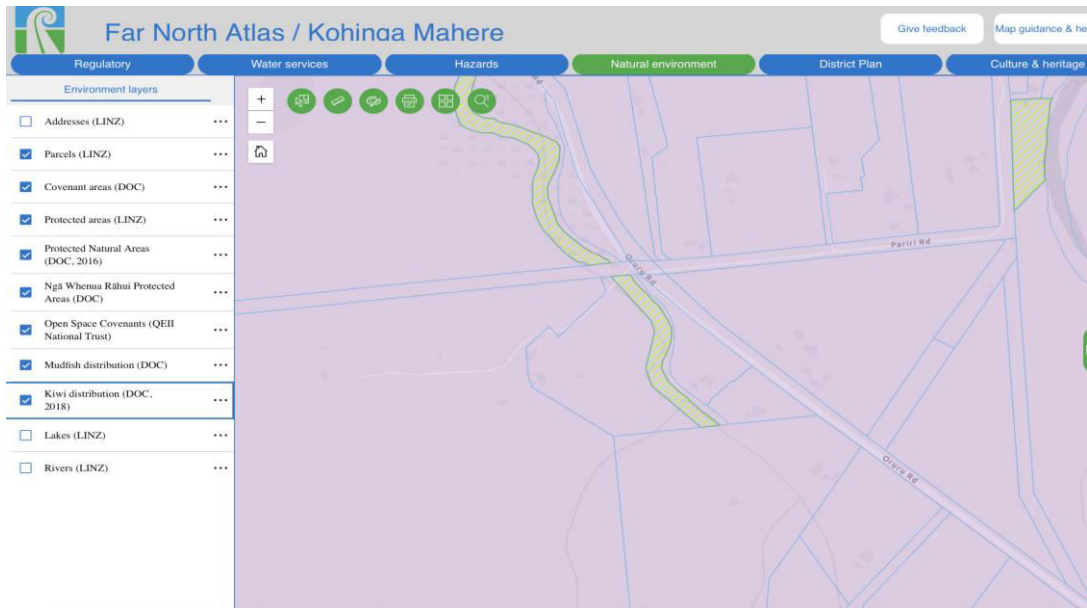 Far North Atlas / Kohinga Mahere
Give feedback
Map guidance & he
Regulatory
Water services
Hazards
Natural environment
District Plan
Culture & heritage
Environment layers
Addresses (LINZ)
Parcels (LINZ)
Covenant areas (DOC)
Protected areas (LINZ)
Protected Natural Areas
(DOC, 2016)
Ngā Whenua Rāhui Protected
Areas (DOC)
Open Space Covenants (QEII
National Trust)
Mudfish distribution (DOC)
Kiwi distribution (DOC,
2018)
Lakes (LINZ)
Rivers (LINZ)
+
−
Rd
Pariri Rd
Oruru Rd
Oruru Rd